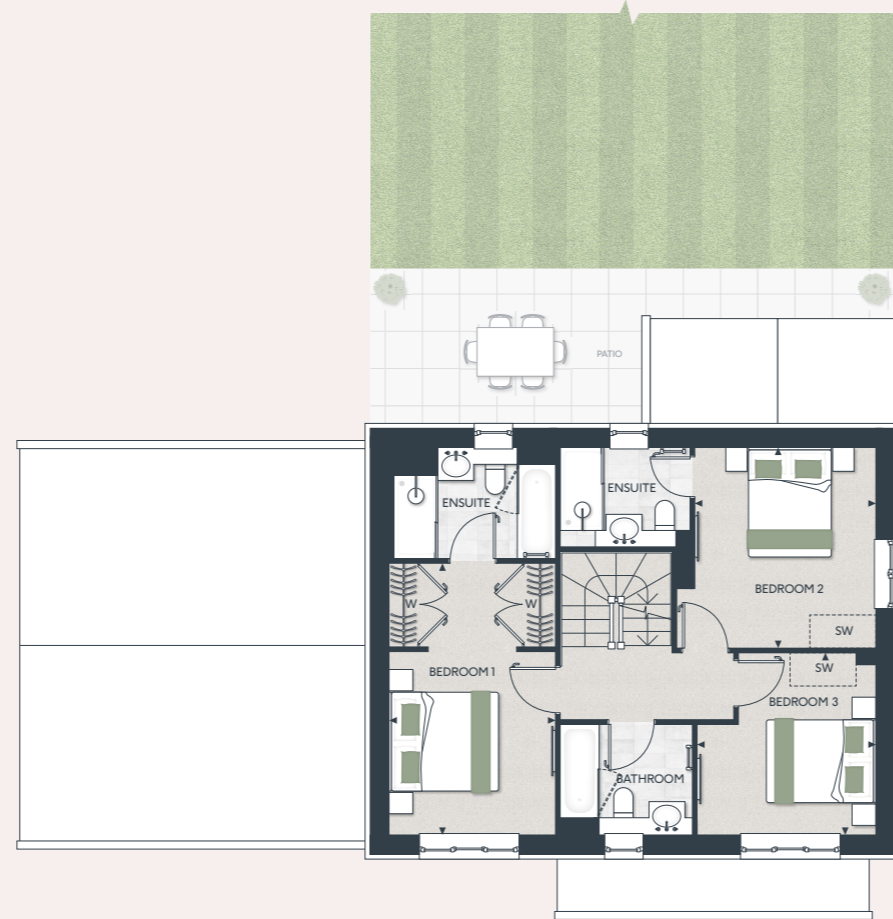 PATIO
ENSUITE
ENSUITE
BEDROOM 2
W
W
SW
SW
BEDROOM 1
BEDROOM 3
BATHROOM